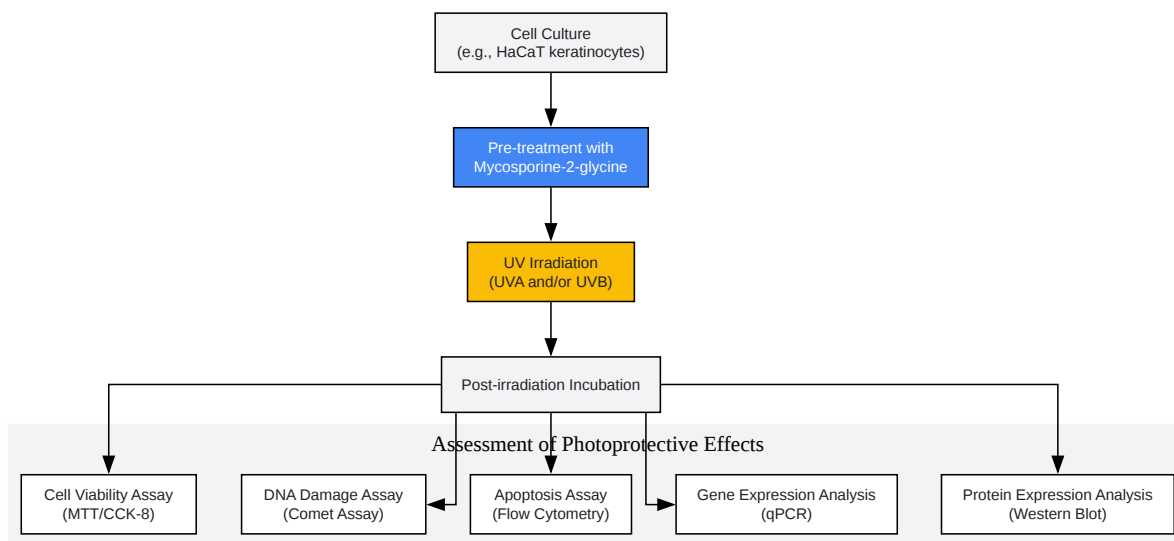 Cell Culture
(e.g., HaCaT keratinocytes)
Pre-treatment with
Mycosporine-2-glycine
UV Irradiation
(UVA and/or UVB)
Post-irradiation Incubation
Assessment of Photoprotective Effects
Cell Viability Assay
(MTT/CCK-8)
DNA Damage Assay
(Comet Assay)
Apoptosis Assay
(Flow Cytometry)
Gene Expression Analysis
(qPCR)
Protein Expression Analysis
(Western Blot)